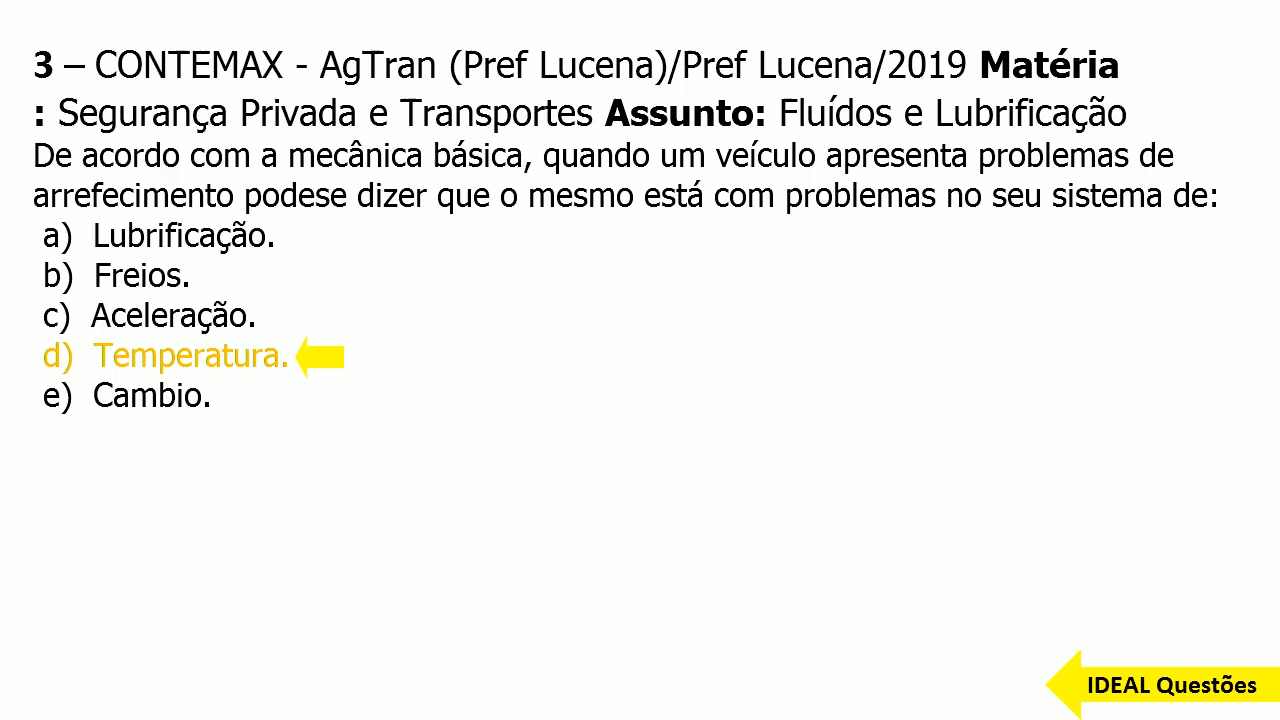 3 – CONTEMAX - AgTran (Pref Lucena)/Pref Lucena/2019 Matéria
: Segurança Privada e Transportes Assunto: Fluídos e Lubrificação
De acordo com a mecânica básica, quando um veículo apresenta problemas de
arrefecimento podese dizer que o mesmo está com problemas no seu sistema de:
a) Lubrificação.
b) Freios.
c) Aceleração.
d) Temperatura.
e) Cambio.
IDEAL Questões